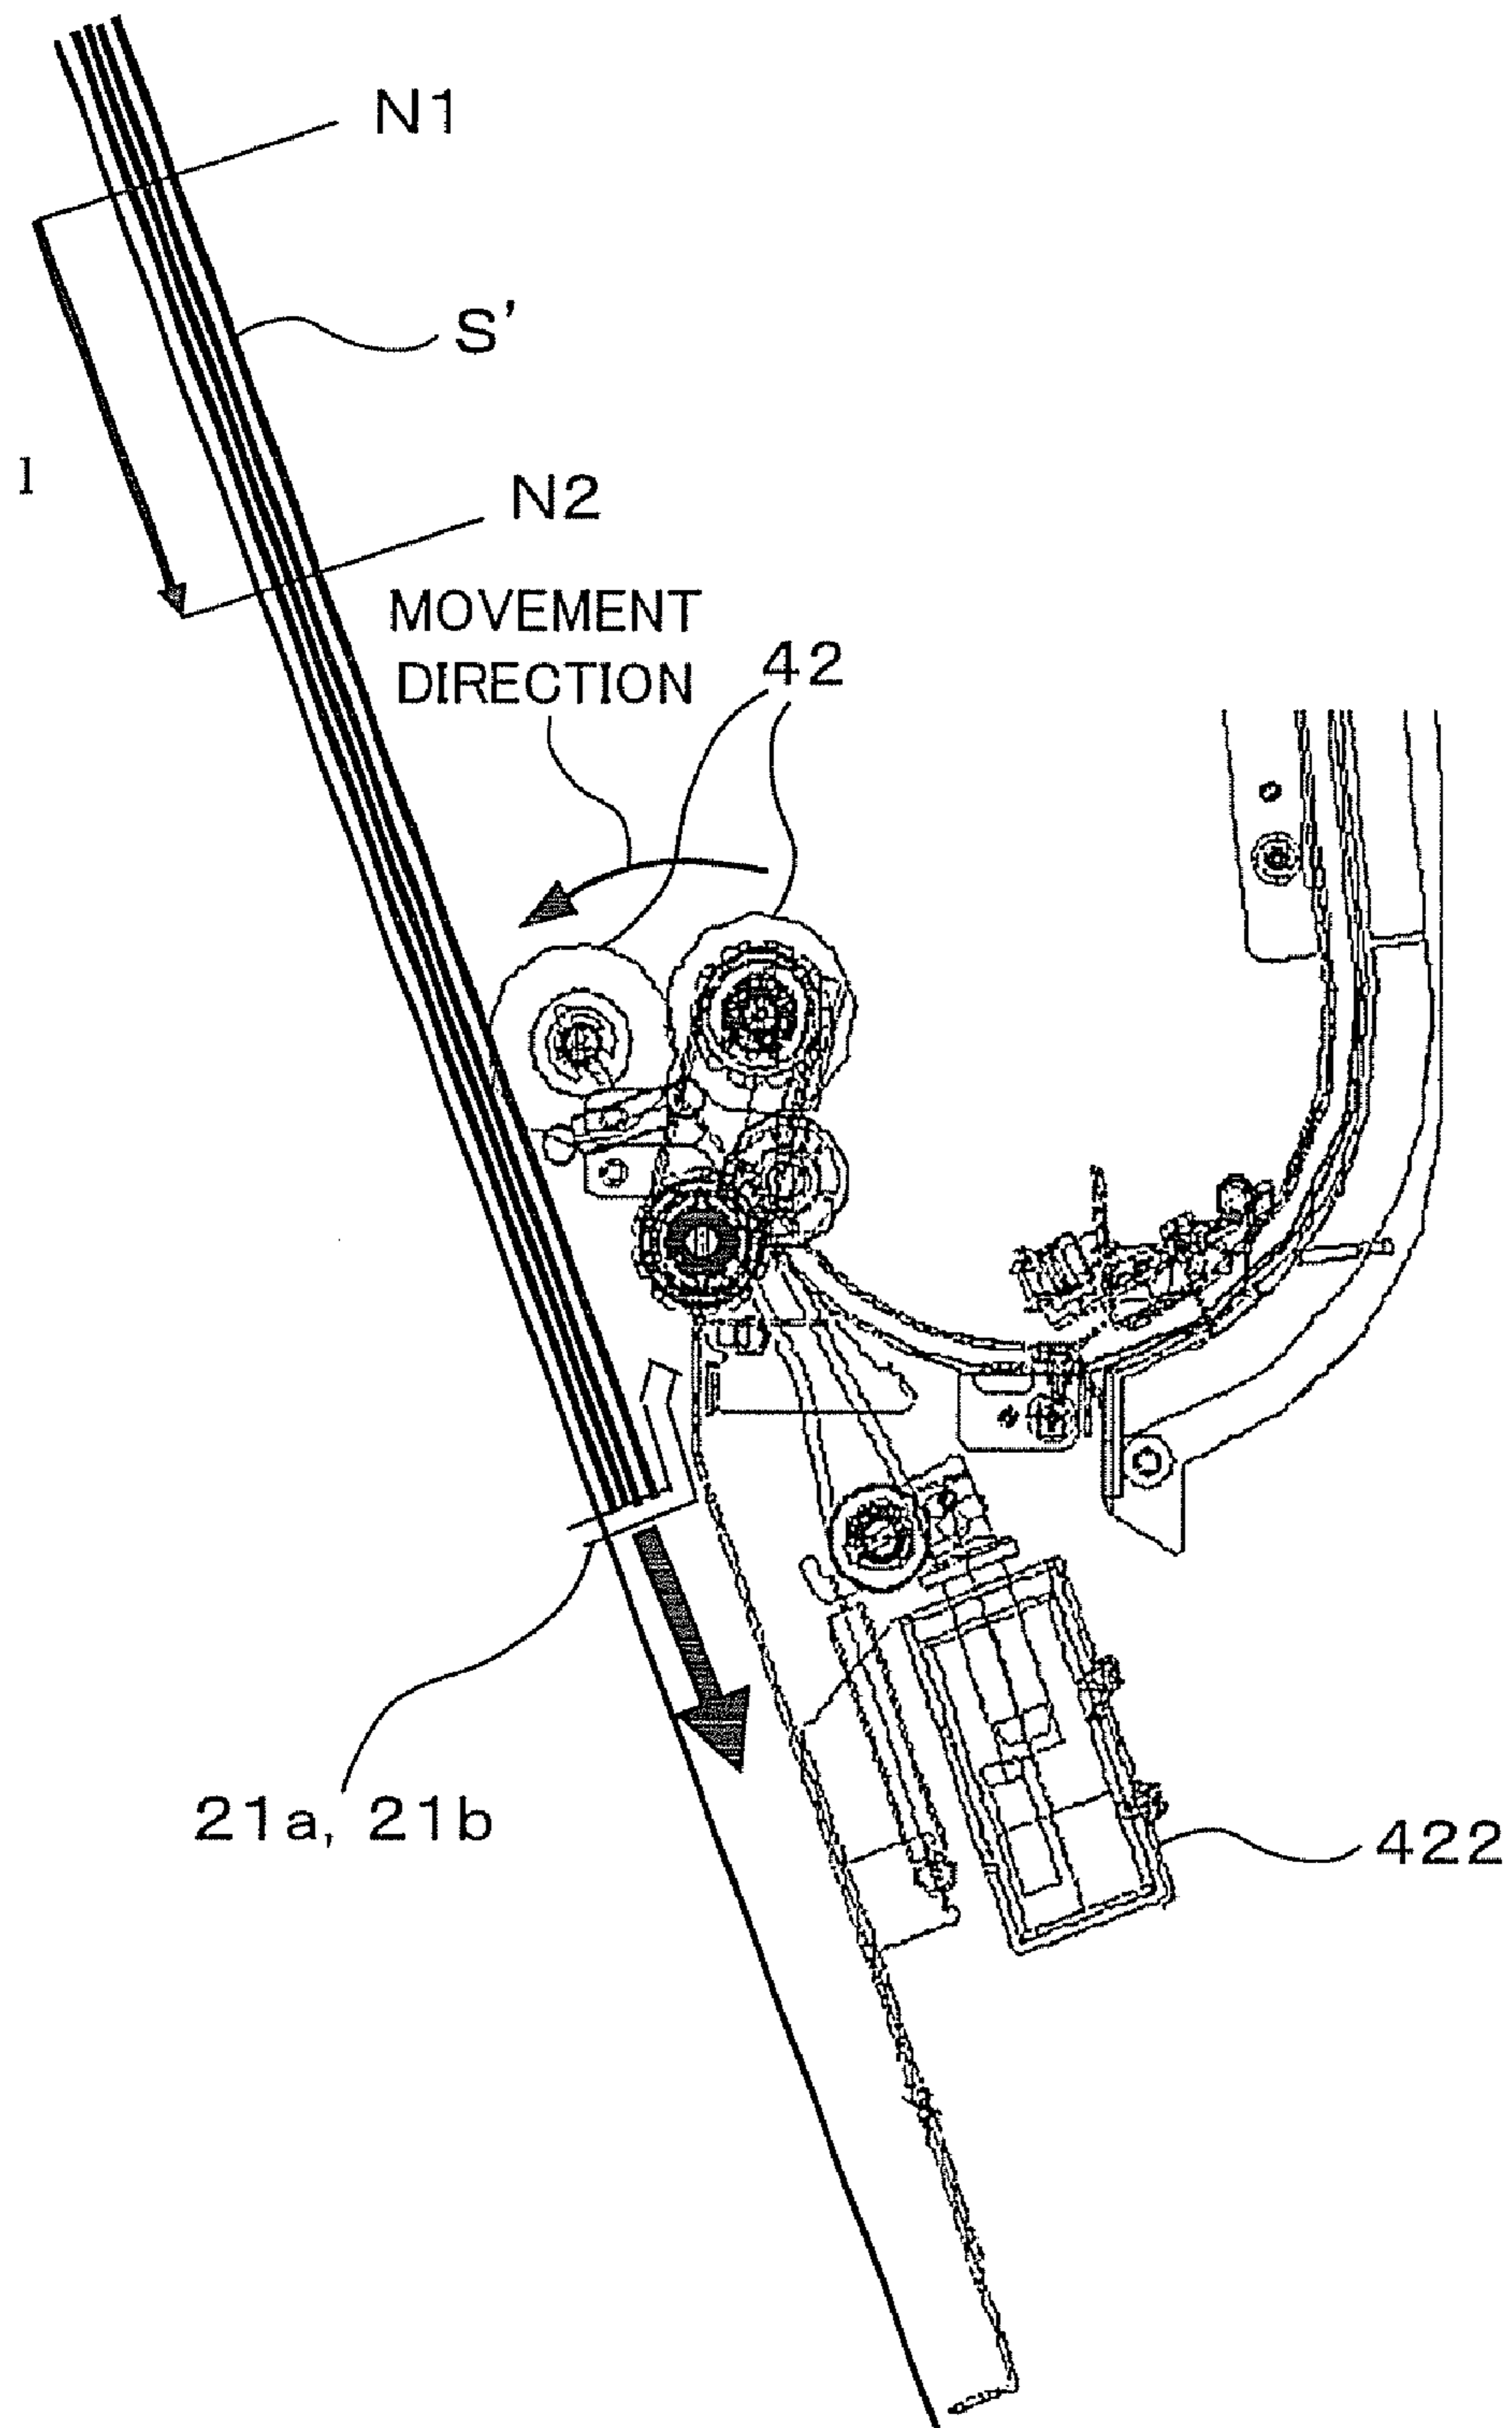 N1
S'
l
N2
MOVEMENT
DIRECTION
42
21a, 21b
422